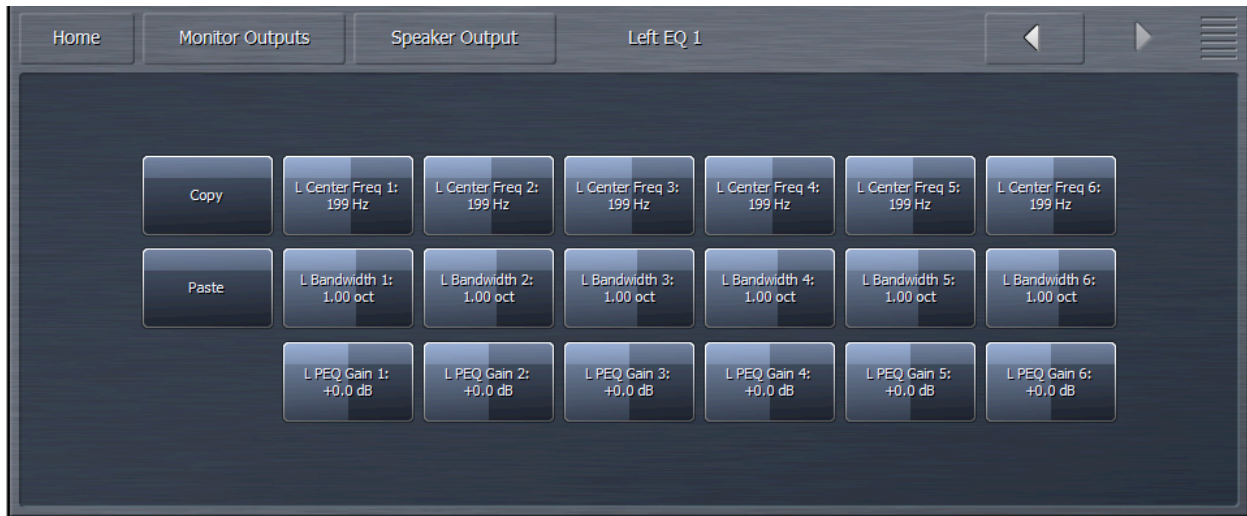 Home Monitor Outputs Speaker Output Left EQ 1
Copy
L Center Freq 1:
199 Hz
L Center Freq 2:
199 Hz
L Center Freq 3:
199 Hz
L Center Freq 4:
199 Hz
L Center Freq 5:
199 Hz
L Center Freq 6:
199 Hz
Paste
L Bandwidth 1:
1.00 oct
L Bandwidth 2:
1.00 oct
L Bandwidth 3:
1.00 oct
L Bandwidth 4:
1.00 oct
L Bandwidth 5:
1.00 oct
L Bandwidth 6:
1.00 oct
L PEQ Gain 1:
+0.0 dB
L PEQ Gain 2:
+0.0 dB
L PEQ Gain 3:
+0.0 dB
L PEQ Gain 4:
+0.0 dB
L PEQ Gain 5:
+0.0 dB
L PEQ Gain 6:
+0.0 dB